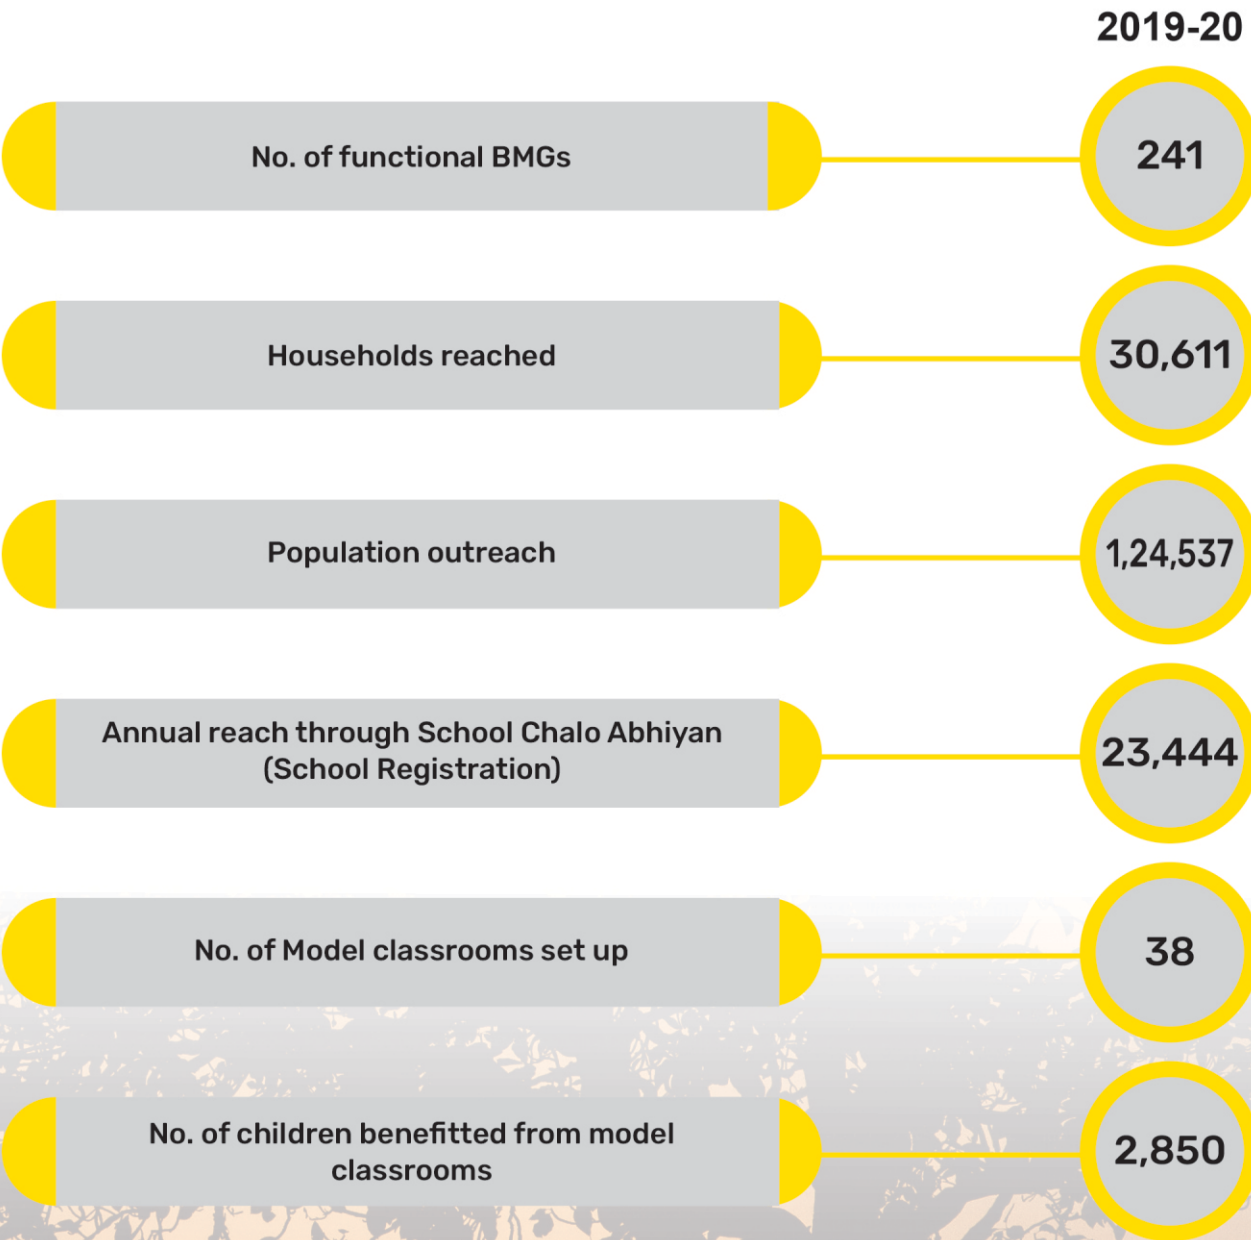 2019-20
No. of functional BMGs
241
Households reached
30,611
Population outreach
1,24,537
Annual reach through School Chalo Abhiyan
(School Registration)
23,444
No. of Model classrooms set up
38
No. of children benefitted from model
classrooms
2,850